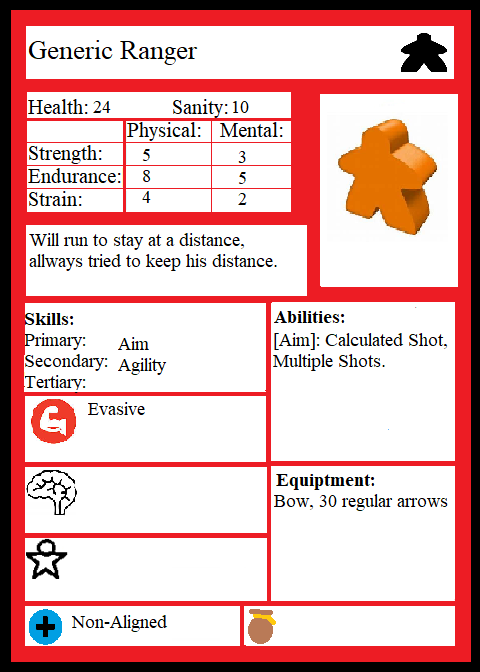 Generic Ranger
Health: 24 Sanity: 10
Physical: Mental:
Strength: 5 3
Endurance: 8 5
Strain: 4 2
Will run to stay at a distance,
allways tried to keep his distance.
Skills:
Primary: Aim
Secondary: Agility
Tertiary:
Evasive
Abilities:
[Aim]: Calculated Shot,
Multiple Shots.
Equiptment:
Bow, 30 regular arrows
Non-Aligned